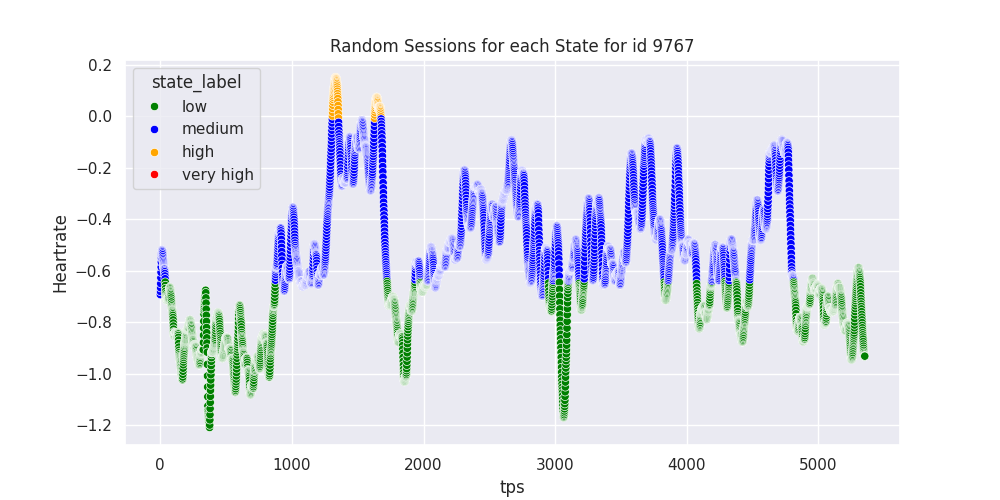 Random Sessions for each State for id 9767
state_label
low
medium
high
very high
Heartrate
0.2
0.0
−0.2
−0.4
−0.6
−0.8
−1.0
−1.2
0 1000 2000 3000 4000 5000
tps